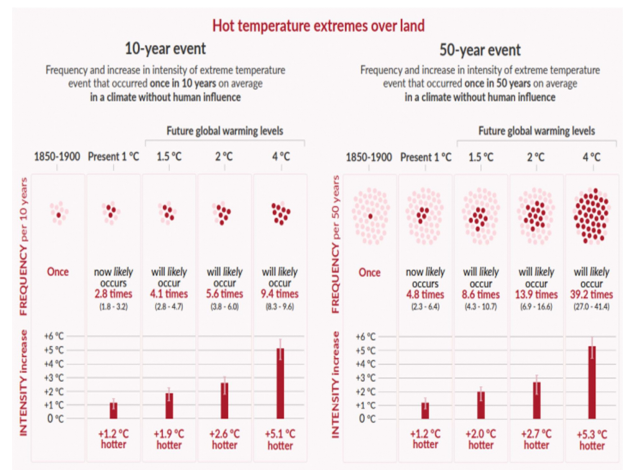 Hot temperature extremes over land
10-year event
Frequency and increase in intensity of extreme temperature
event that occurred once in 10 years on average
in a climate without human influence
Future global warming levels
1850-1900 Present 1 °C 1.5 °C 2 °C 4 °C
FREQUENCY per 10 years
Once
now likely
occurs
2.8 times
(1.8 - 3.2)
will likely
occur
4.1 times
(2.8 - 4.7)
will likely
occur
5.6 times
(3.8 - 6.0)
will likely
occur
9.4 times
(8.3 - 9.6)
INTENSITY increase
+6 °C
+5 °C
+4 °C
+3 °C
+2 °C
+1 °C
0 °C
+1.2 °C
hotter
+1.9 °C
hotter
+2.6 °C
hotter
+5.1 °C
hotter
50-year event
Frequency and increase in intensity of extreme temperature
event that occurred once in 50 years on average
in a climate without human influence
Future global warming levels
1850-1900 Present 1 °C 1.5 °C 2 °C 4 °C
FREQUENCY per 50 years
Once
now likely
occurs
4.8 times
(2.3 - 6.4)
will likely
occur
8.6 times
(4.3 - 10.7)
will likely
occur
13.9 times
(6.9 - 16.6)
will likely
occur
39.2 times
(27.0 - 41.4)
INTENSITY increase
+6 °C
+5 °C
+4 °C
+3 °C
+2 °C
+1 °C
0 °C
+1.2 °C
hotter
+2.0 °C
hotter
+2.7 °C
hotter
+5.3 °C
hotter